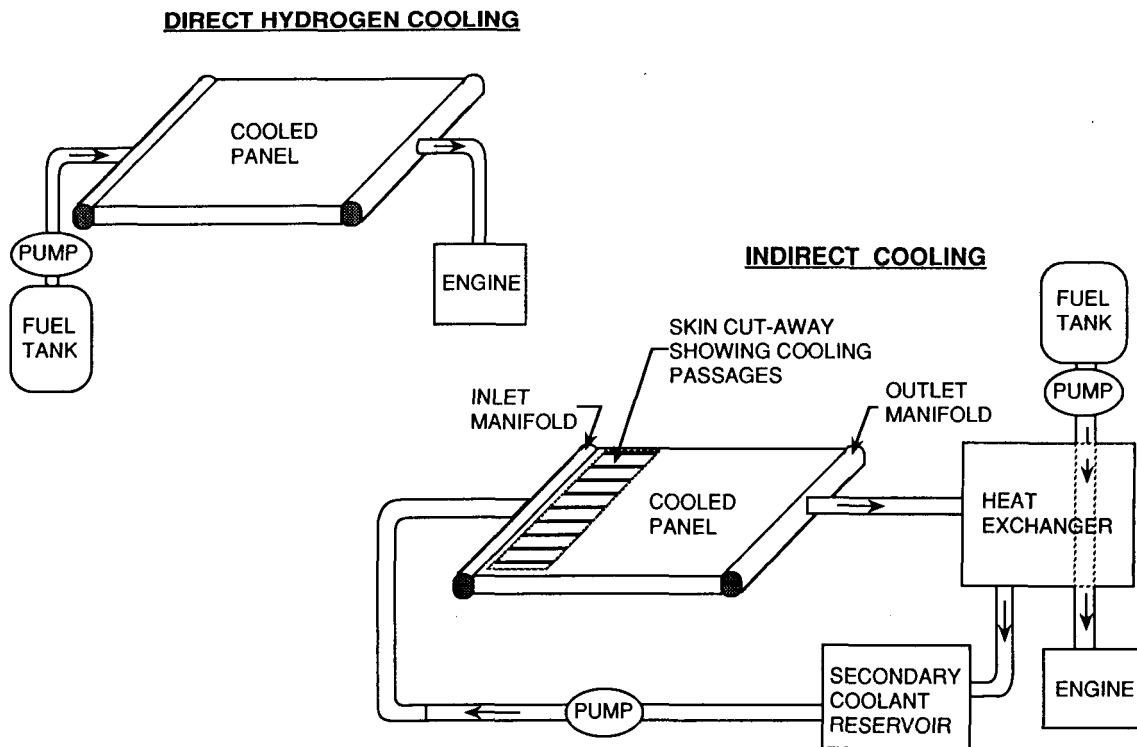 DIRECT HYDROGEN COOLING
COOLED
PANEL
PUMP
FUEL
TANK
ENGINE
INDIRECT COOLING
FUEL
TANK
PUMP
SKIN CUT-AWAY
SHOWING COOLING
PASSAGES
INLET
MANIFOLD
OUTLET
MANIFOLD
COOLED
PANEL
HEAT
EXCHANGER
SECONDARY
COOLANT
RESERVOIR
PUMP
ENGINE